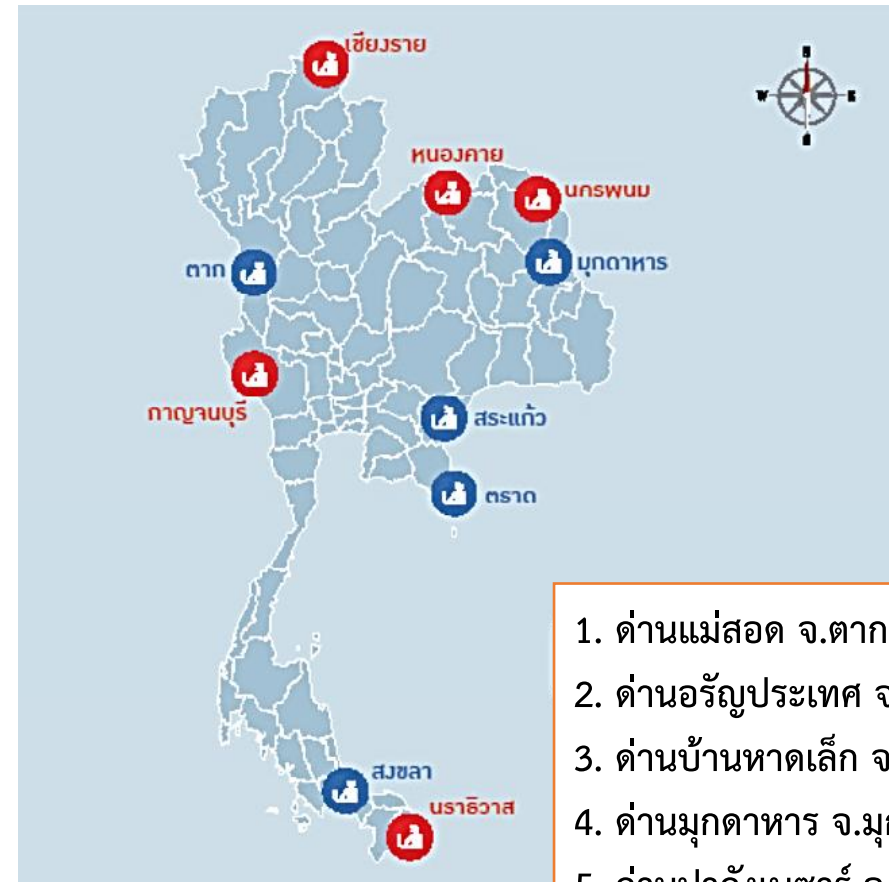 เชียงราย
N
W E
S
หนองคาย
นครพนม
ตาก
มุกดาหาร
กาญจนบุรี
สระแก้ว
ตราด
1. ด่านแม่สอด จ.ตาก
2. ด่านอรัญประเทศ จ
3. ด่านบ้านหาดเล็ก จ
สงขลา
นราธิวาส
4. ด่านมุกดาหาร จ.มุก